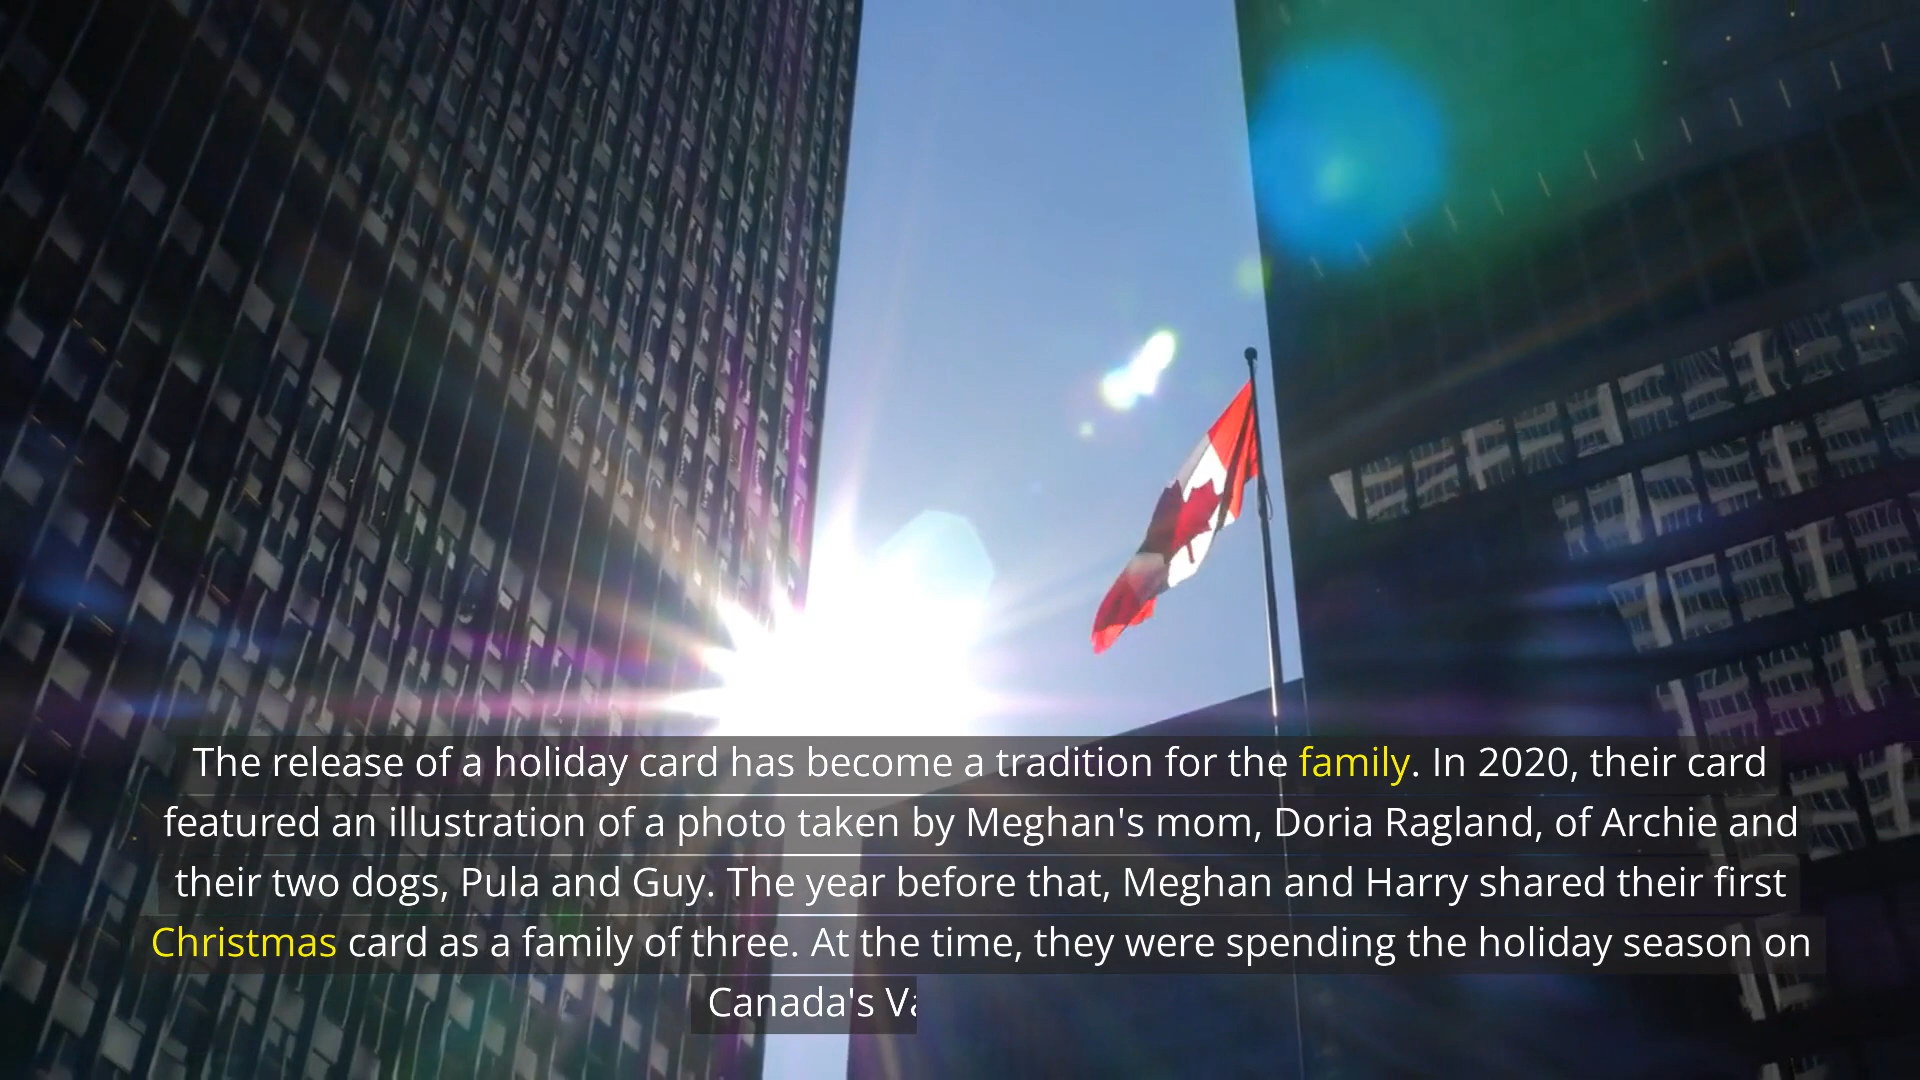 The release of a holiday card has become a tradition for the family. In 2020, their card
featured an illustration of a photo taken by Meghan's mom, Doria Ragland, of Archie and
their two dogs, Pula and Guy. The year before that, Meghan and Harry shared their first
Christmas card as a family of three. At the time, they were spending the holiday season on
Canada's